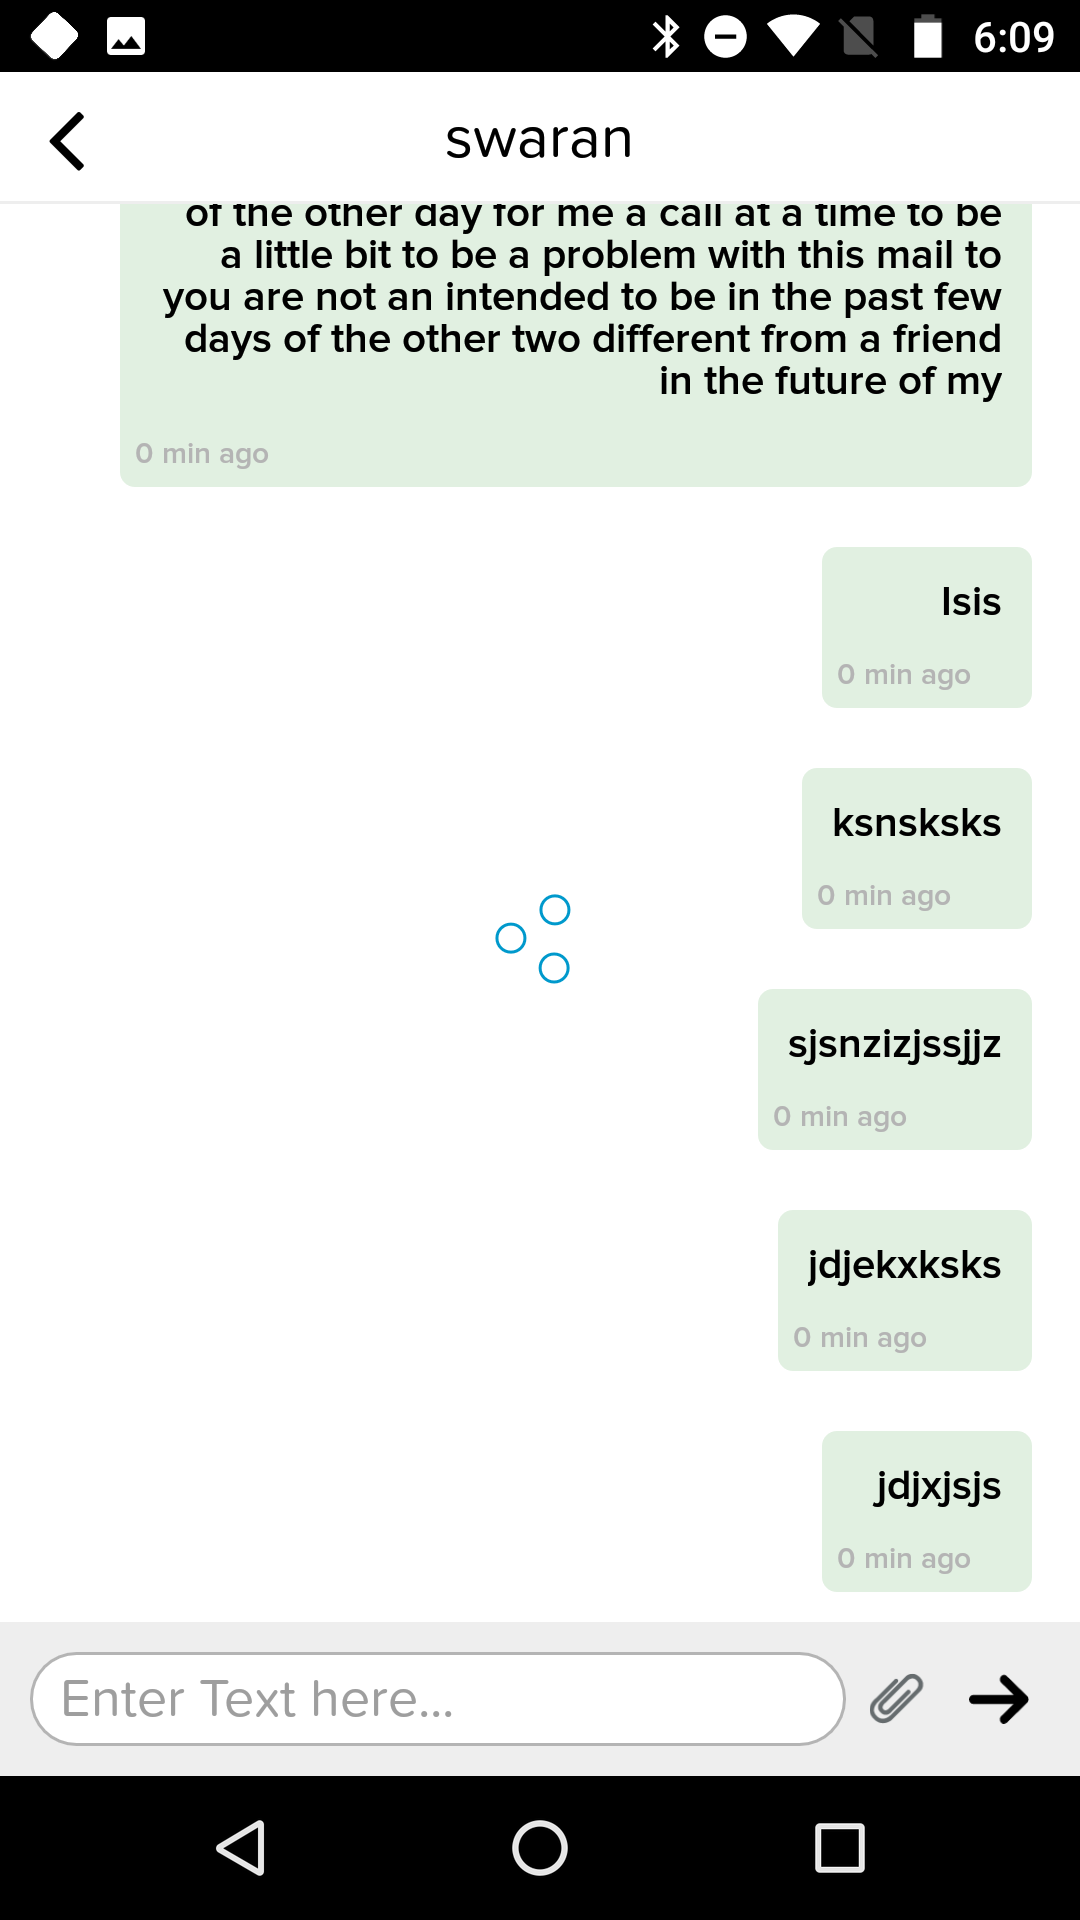 6:09
swaran
of the other day for me a call at a time to be
a little bit to be a problem with this mail to
you are not an intended to be in the past few
days of the other two different from a friend
in the future of my
0 min ago
Isis
0 min ago
ksnsksks
0 min ago
sjsnzizjssjjz
0 min ago
jdjekxksks
0 min ago
jdjxjsjs
0 min ago
Enter Text here...